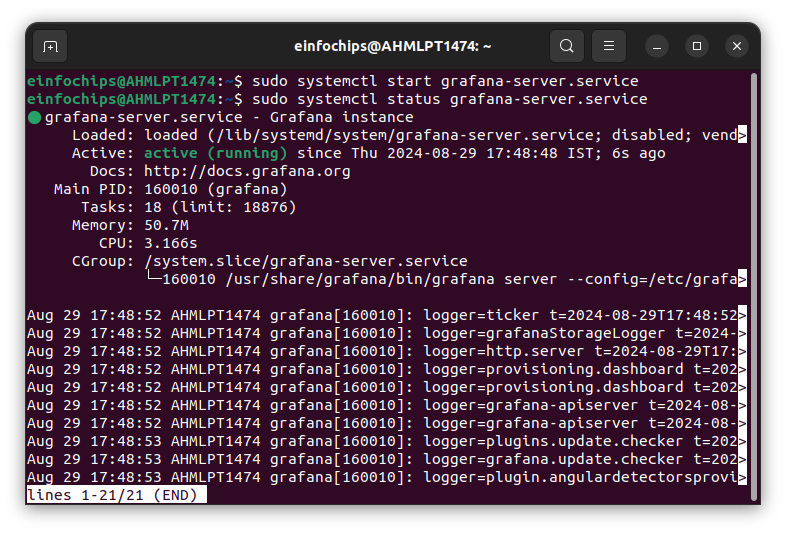 einfochips@AHMLPT1474: ~
einfochips@AHMLPT1474:~$ sudo systemctl start grafana-server.service
einfochips@AHMLPT1474:~$ sudo systemctl status grafana-server.service
● grafana-server.service - Grafana instance
     Loaded: loaded (/lib/systemd/system/grafana-server.service; disabled; vend>
     Active: active (running) since Thu 2024-08-29 17:48:48 IST; 6s ago
       Docs: http://docs.grafana.org
   Main PID: 160010 (grafana)
      Tasks: 18 (limit: 18876)
     Memory: 50.7M
        CPU: 3.166s
     CGroup: /system.slice/grafana-server.service
             └─160010 /usr/share/grafana/bin/grafana server --config=/etc/grafa>
Aug 29 17:48:52 AHMLPT1474 grafana[160010]: logger=ticker t=2024-08-29T17:48:52>
Aug 29 17:48:52 AHMLPT1474 grafana[160010]: logger=grafanaStorageLogger t=2024->
Aug 29 17:48:52 AHMLPT1474 grafana[160010]: logger=http.server t=2024-08-29T17:>
Aug 29 17:48:52 AHMLPT1474 grafana[160010]: logger=provisioning.dashboard t=202>
Aug 29 17:48:52 AHMLPT1474 grafana[160010]: logger=provisioning.dashboard t=202>
Aug 29 17:48:52 AHMLPT1474 grafana[160010]: logger=grafana-apiserver t=2024-08->
Aug 29 17:48:52 AHMLPT1474 grafana[160010]: logger=grafana-apiserver t=2024-08->
Aug 29 17:48:53 AHMLPT1474 grafana[160010]: logger=plugins.update.checker t=202>
Aug 29 17:48:53 AHMLPT1474 grafana[160010]: logger=grafana.update.checker t=202>
Aug 29 17:48:53 AHMLPT1474 grafana[160010]: logger=plugin.angulardetectorsprovi>
lines 1-21/21 (END)